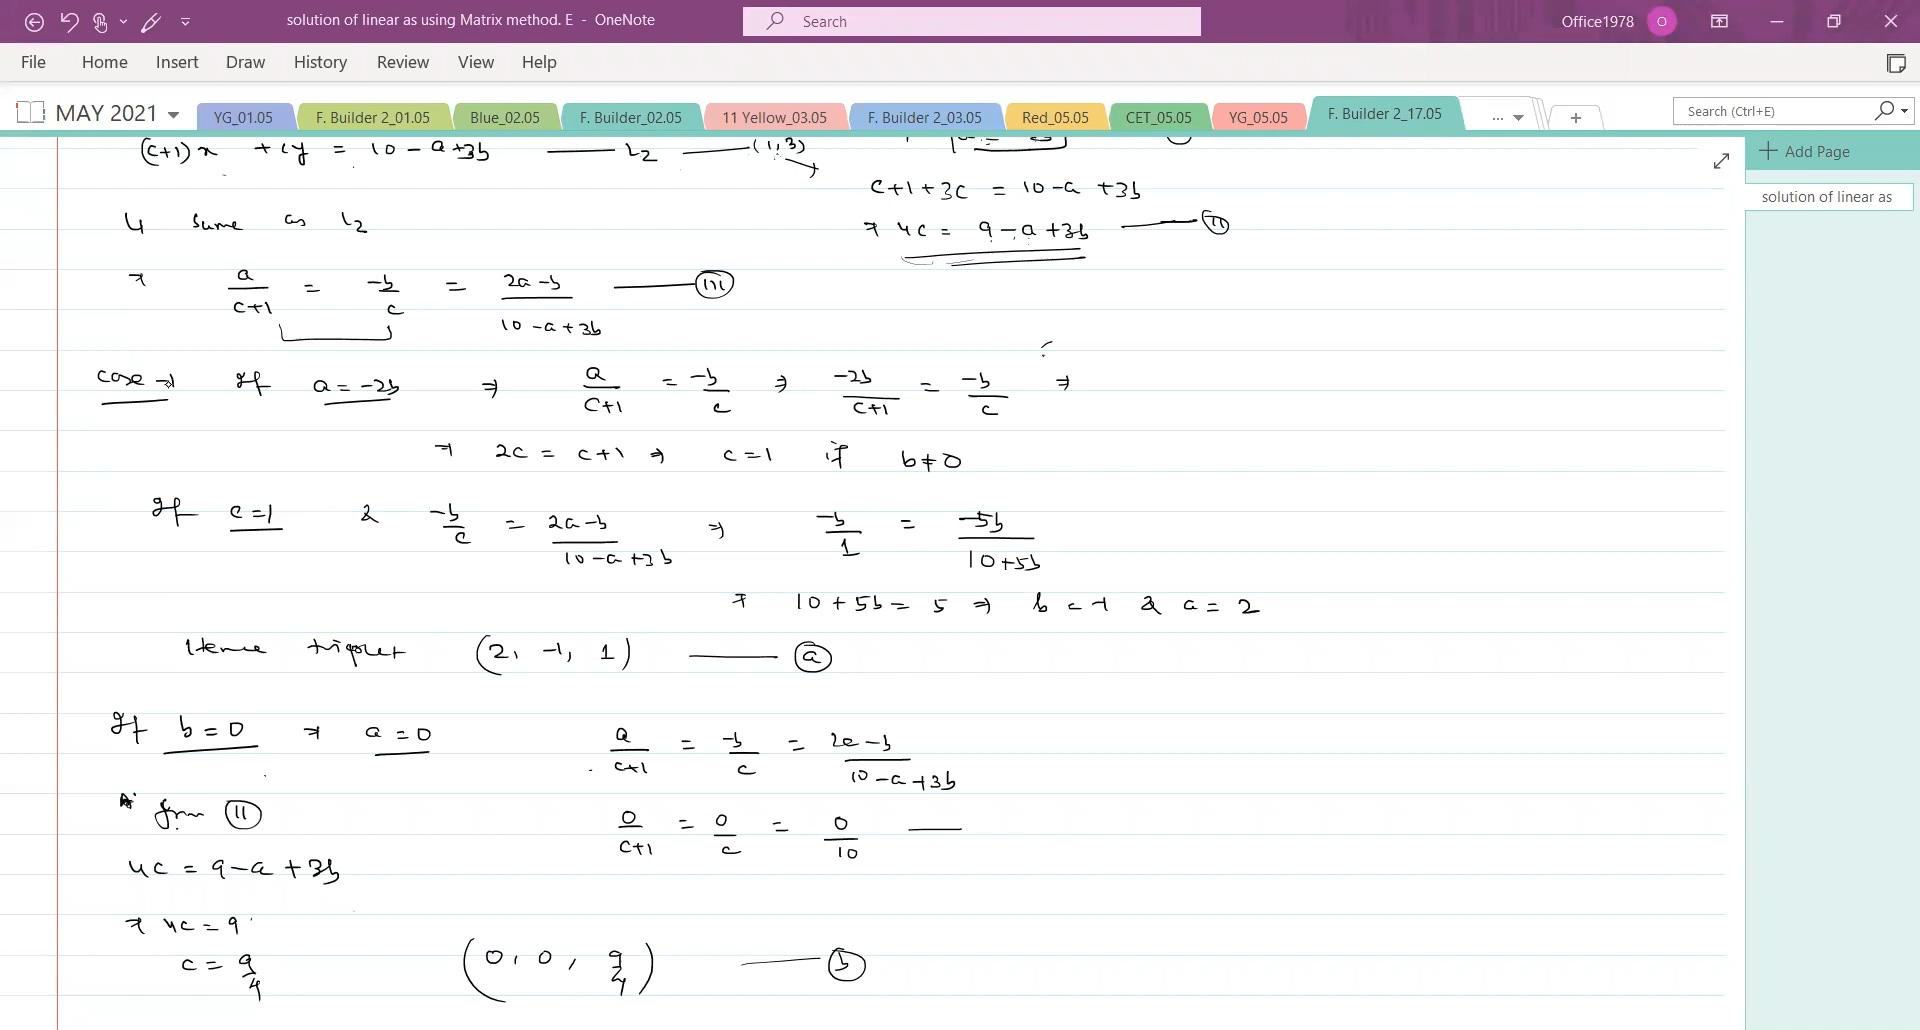 solution of linear as using Matrix method. E - OneNote
Search
Office1978 O
File Home Insert Draw History Review View Help
MAY 2021
YG_01.05 F. Builder 2_01.05 Blue_02.05 F. Builder_02.05 11 Yellow_03.05 F. Builder 2_03.05 Red_05.05 CET_05.05 YG_05.05 F. Builder 2_17.05 ... +
Search (Ctrl+E)
+ Add Page
solution of linear as
(c+1)x + cy = 10 - a + 3b —— L2 —— (1,3)
c+1+3c = 10-a+3b
⇒ 4c = 9-a+3b —— II
L1 same as L2
⇒ a/(c+1) = -b/c = (2a-b)/(10-a+3b) —— III
case-1 If a = -2b ⇒ a/(c+1) = -b/c ⇒ -2b/(c+1) = -b/c ⇒
⇒ 2c = c+1 ⇒ c=1 if b≠0
If c=1 & -b/c = (2a-b)/(10-a+3b) ⇒ -b/1 = -5b/(10+5b)
⇒ 10+5b = 5 ⇒ b = -1 & a = 2
Hence triplet (2, -1, 1) —— a
If b=0 ⇒ a=0 a/(c+1) = -b/c = (2a-b)/(10-a+3b)
from II
0/(c+1) = 0/c = 0/10 ——
4c = 9-a+3b
⇒ 4c = 9
c = 9/4 (0, 0, 9/4) —— b